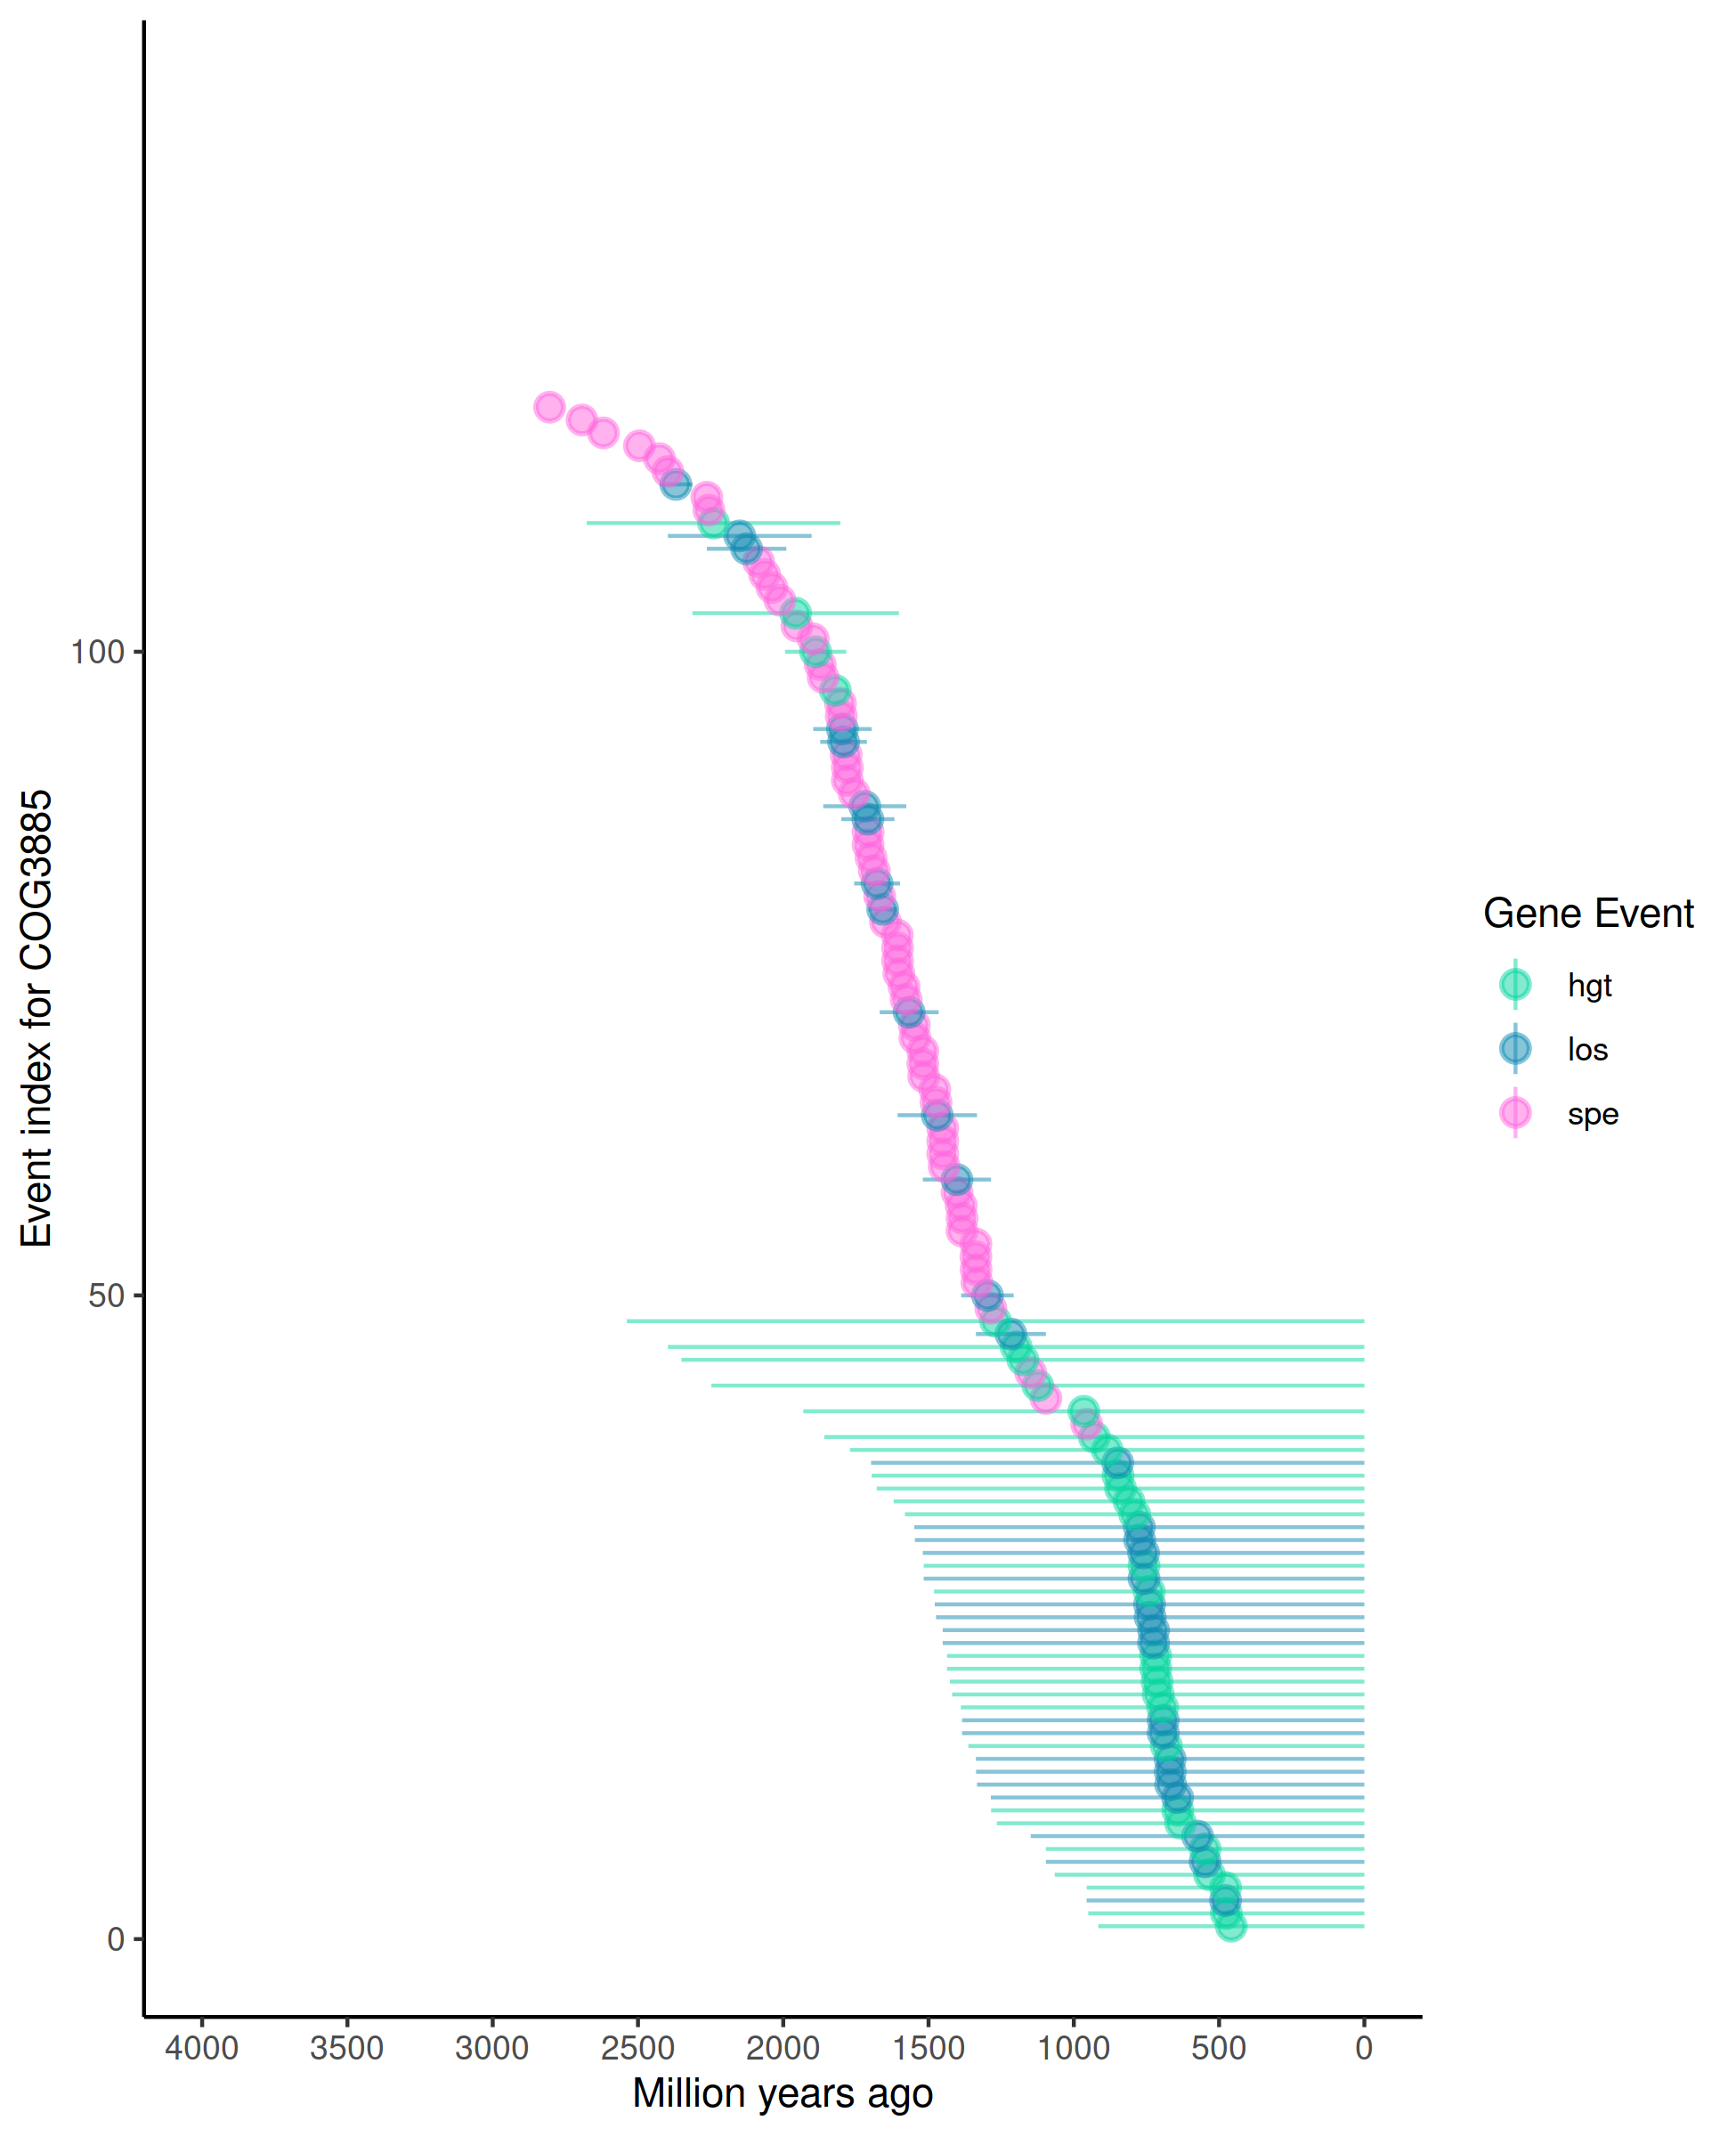 Event index for COG3885
100
50
0
4000 3500 3000 2500 2000 1500 1000 500 0
Million years ago
Gene Event
hgt
los
spe